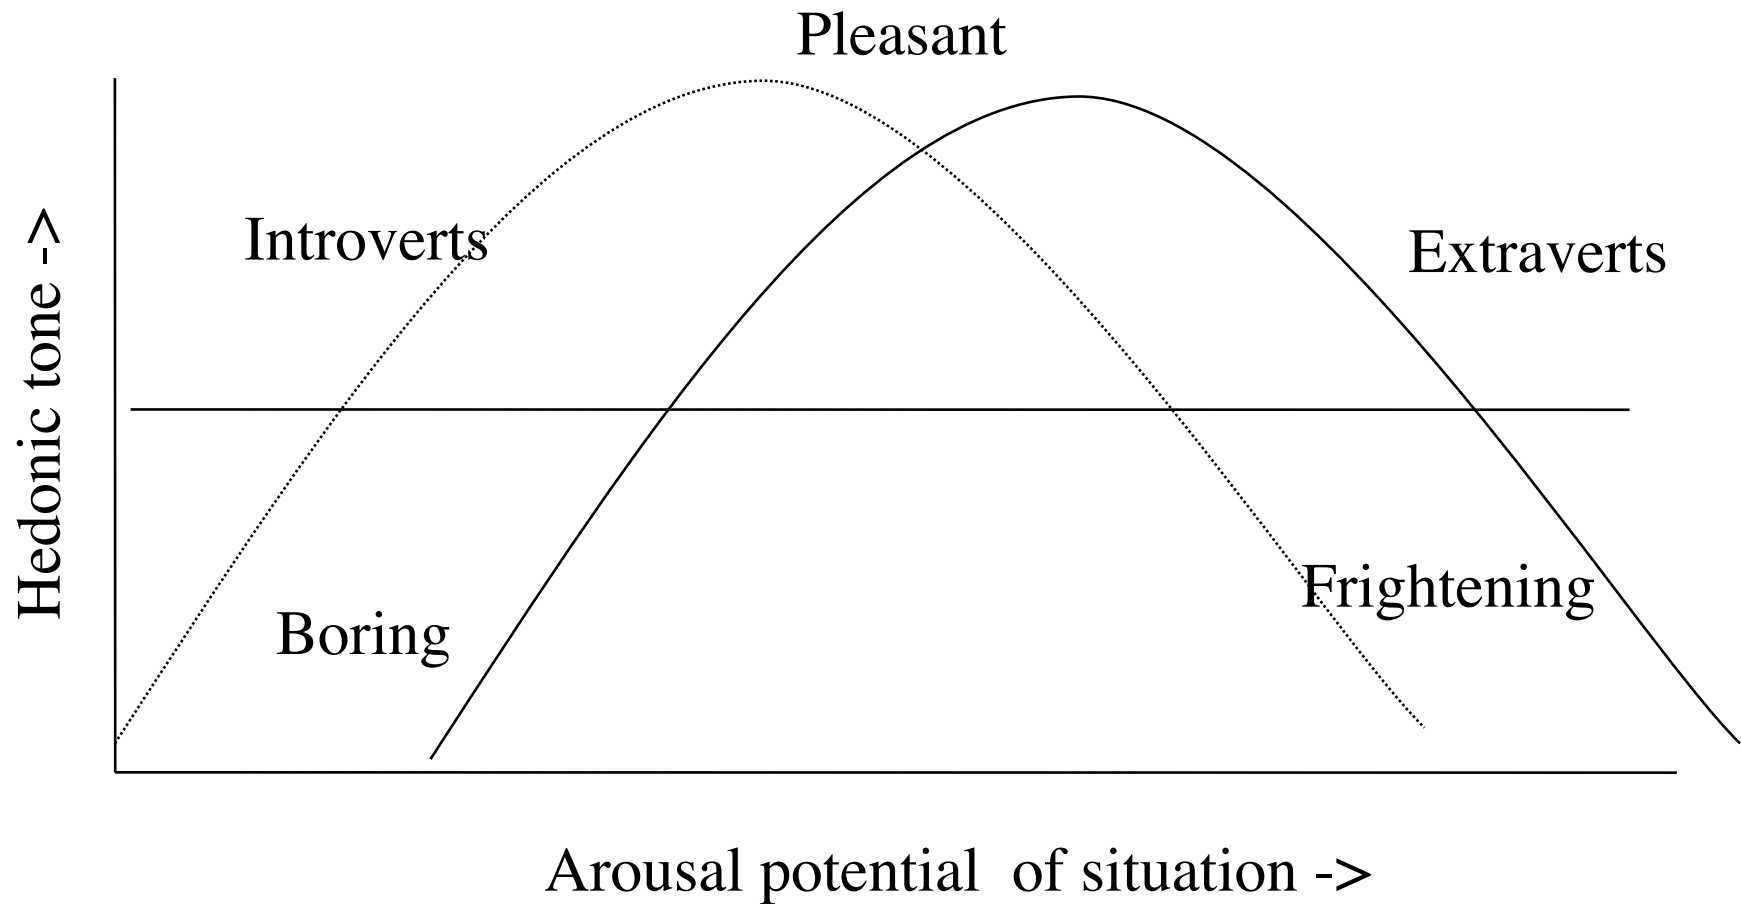 Pleasant
Introverts
Extraverts
Hedonic tone ->
Frightening
Boring
Arousal potential  of situation ->